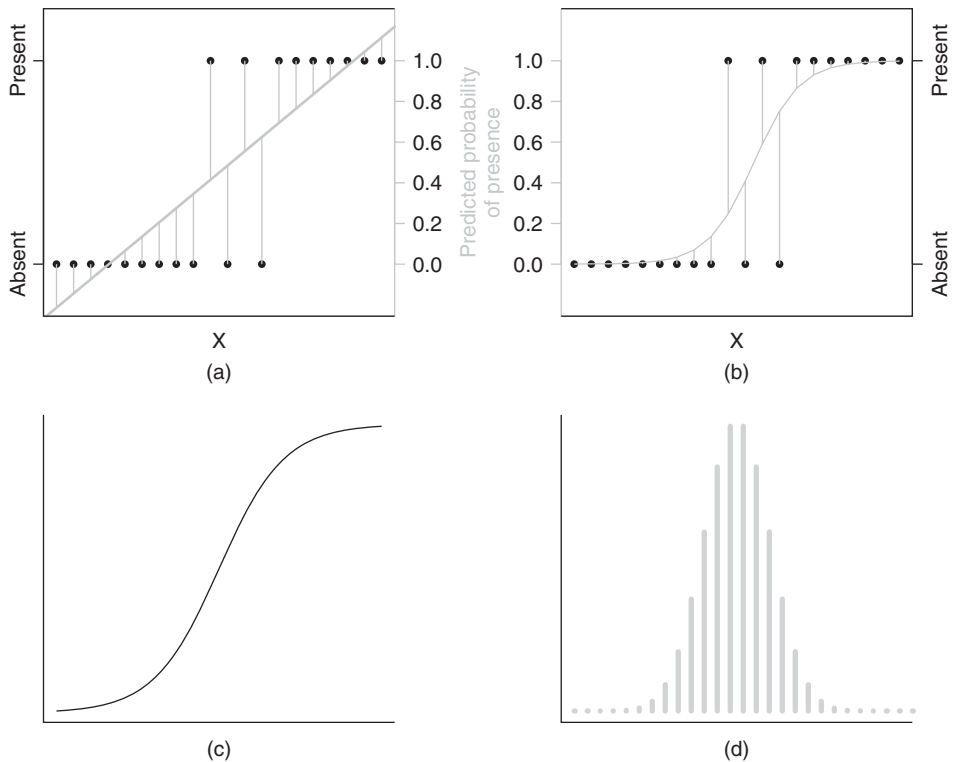 Present
Absent
1.0
0.8
0.6
0.4
0.2
0.0
Predicted probability
of presence
X
(a)
1.0
0.8
0.6
0.4
0.2
0.0
Present
Absent
X
(b)
(c)
(d)